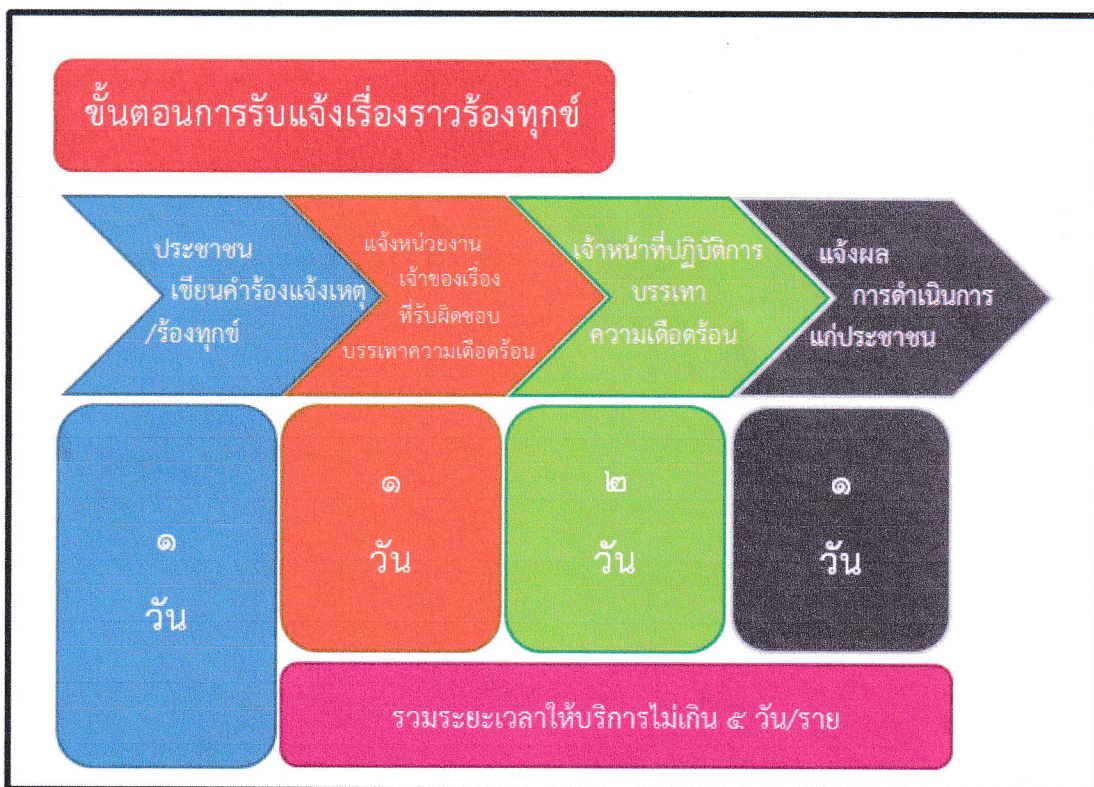 ขั้นตอนการรับแจ้งเรื่องราวร้องทุกข์
ประชาชน
เขียนคำร้องแจ้งเหตุ
/ร้องทุกข์
แจ้งหน่วยงาน
เจ้าของเรื่อง
ที่รับผิดชอบ
บรรเทาความเดือดร้อน
เจ้าหน้าที่ปฏิบัติการ
บรรเทา
ความเดือดร้อน
แจ้งผล
การดำเนินการ
แก่ประชาชน
๑
วัน
๑
วัน
๒
วัน
๑
วัน
รวมระยะเวลาให้บริการไม่เกิน ๕ วัน/ราย